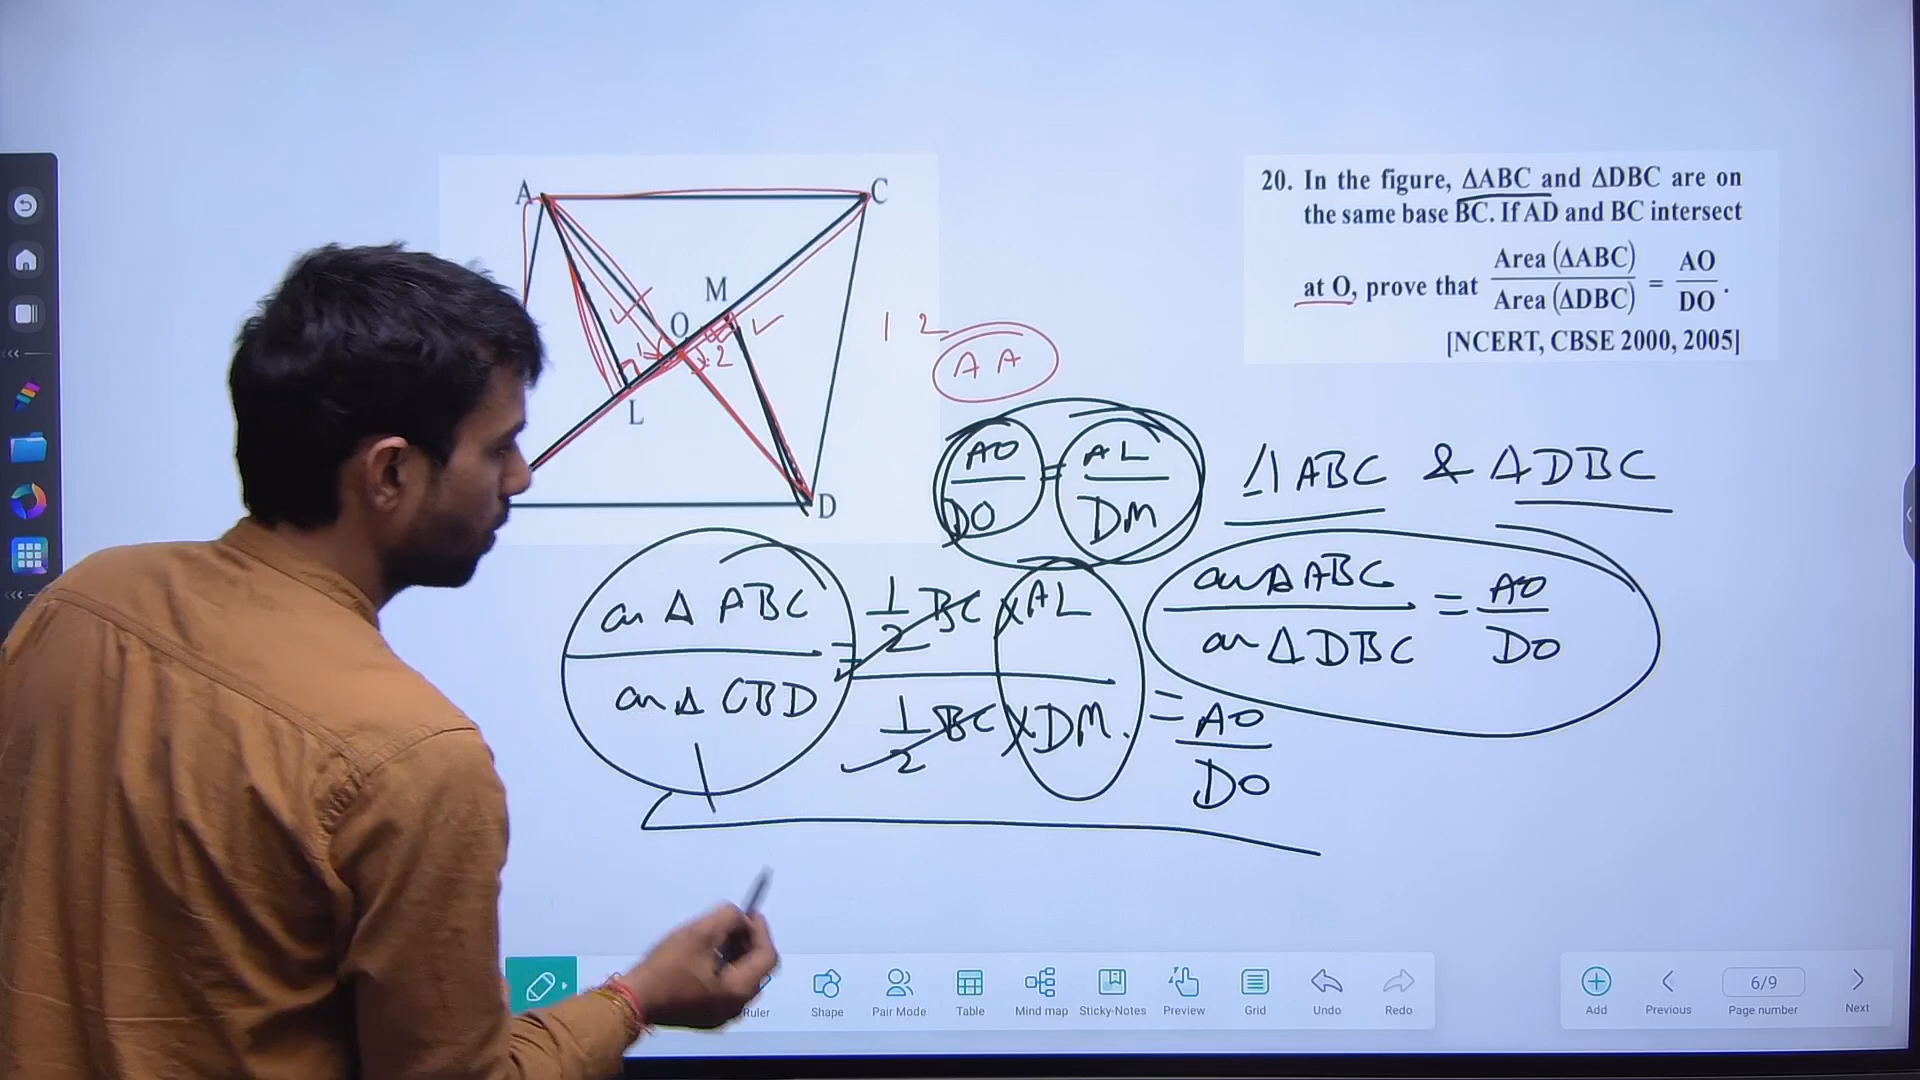 A
C
M
O
L
D
1
2
1 2
A A
20. In the figure, ΔABC and ΔDBC are on
the same base BC. If AD and BC intersect
at O, prove that Area (ΔABC) / Area (ΔDBC) = AO / DO.
[NCERT, CBSE 2000, 2005]
AO / DO = AL / DM
Δ ABC & Δ DBC
ar Δ ABC / ar Δ CBD = 1/2 BC × AL / 1/2 BC × DM. = AO / DO
ar Δ ABC / ar Δ DBC = AO / DO
Ruler
Shape
Pair Mode
Table
Mind map
Sticky-Notes
Preview
Grid
Undo
Redo
Add
Previous
6/9
Page number
Next